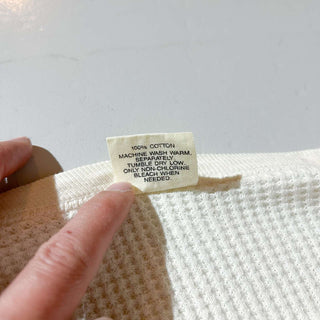 100% COTTON
MACHINE WASH WARM,
SEPARATELY.
TUMBLE DRY LOW.
ONLY NON-CHLORINE
BLEACH WHEN
NEEDED.